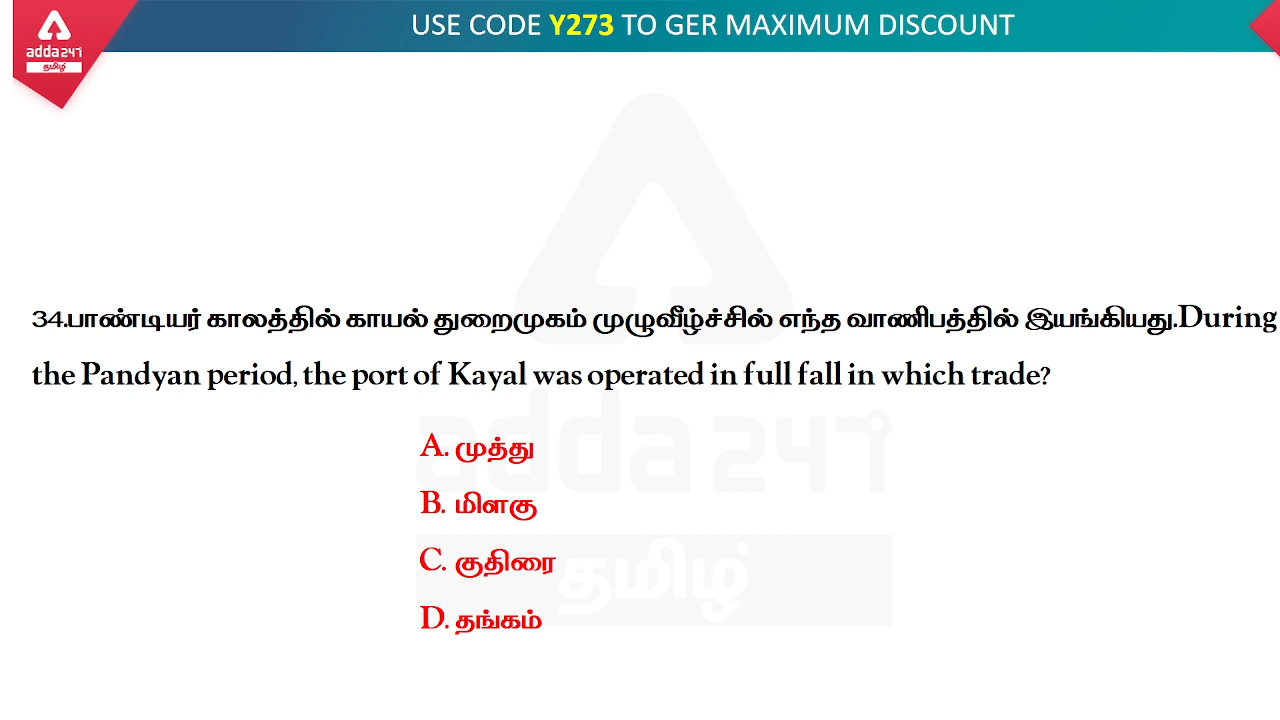 USE CODE Y273 TO GER MAXIMUM DISCOUNT
adda247
தமிழ்
34.பாண்டியர் காலத்தில் காயல் துறைமுகம் முழுவீழ்ச்சில் எந்த வாணிபத்தில் இயங்கியது.During
the Pandyan period, the port of Kayal was operated in full fall in which trade?
A. முத்து
B. மிளகு
C. குதிரை
D. தங்கம்
adda247
தமிழ்